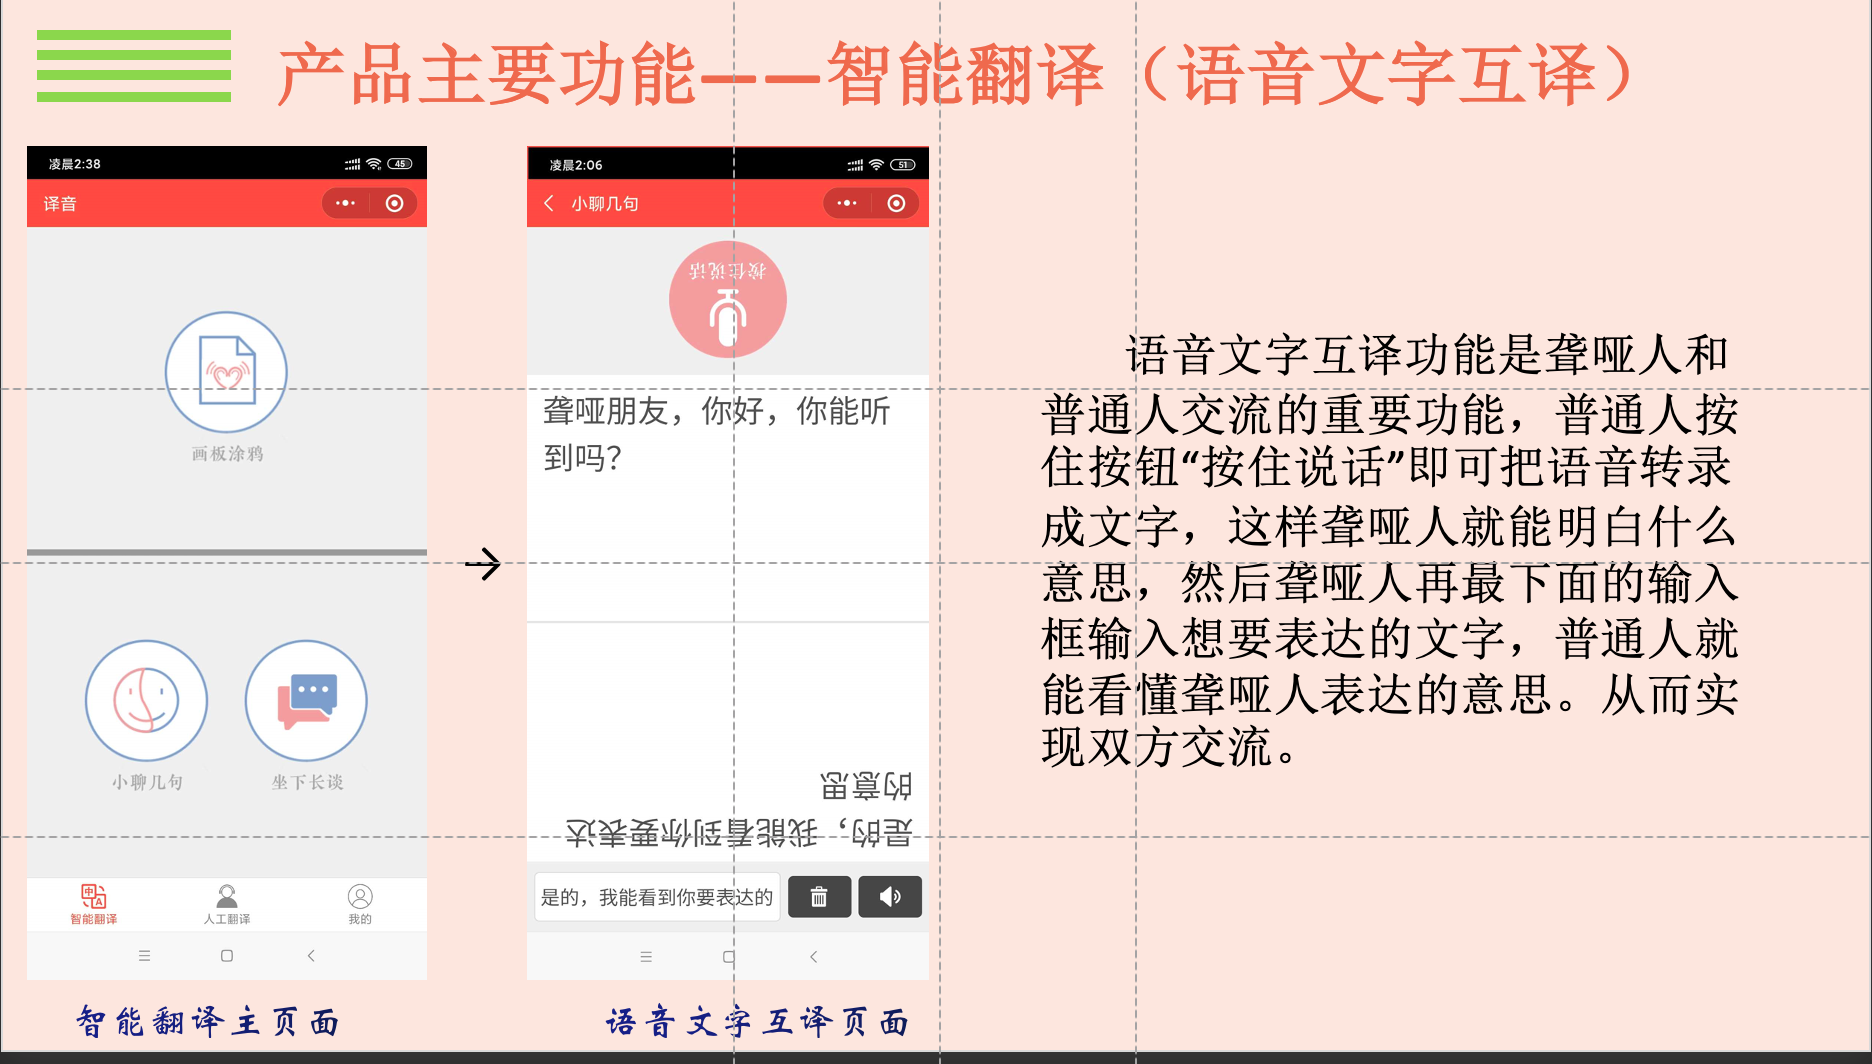 产品主要功能——智能翻译（语音文字互译）
凌晨2:38
45
译音
画板涂鸦
小聊几句
坐下长谈
中
A
智能翻译
人工翻译
我的
智能翻译主页面
凌晨2:06
51
小聊几句
按住说话
聋哑朋友，你好，你能听
到吗？
是的，我能看到你要表达
的意思
是的，我能看到你要表达的
语音文字互译页面
语音文字互译功能是聋哑人和
普通人交流的重要功能，普通人按
住按钮“按住说话”即可把语音转录
成文字，这样聋哑人就能明白什么
意思，然后聋哑人再最下面的输入
框输入想要表达的文字，普通人就
能看懂聋哑人表达的意思。从而实
现双方交流。